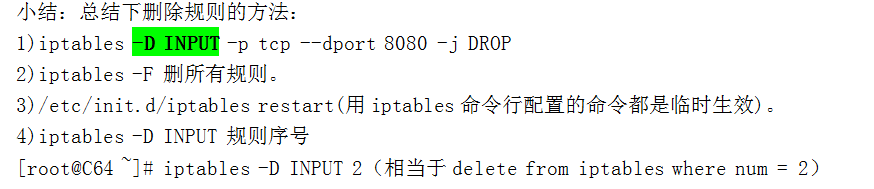 小结：总结下删除规则的方法：
1)iptables -D INPUT -p tcp --dport 8080 -j DROP
2)iptables -F 删所有规则。
3)/etc/init.d/iptables restart(用 iptables 命令行配置的命令都是临时生效)。
4)iptables -D INPUT 规则序号
[root@C64 ~]# iptables -D INPUT 2（相当于 delete from iptables where num = 2）